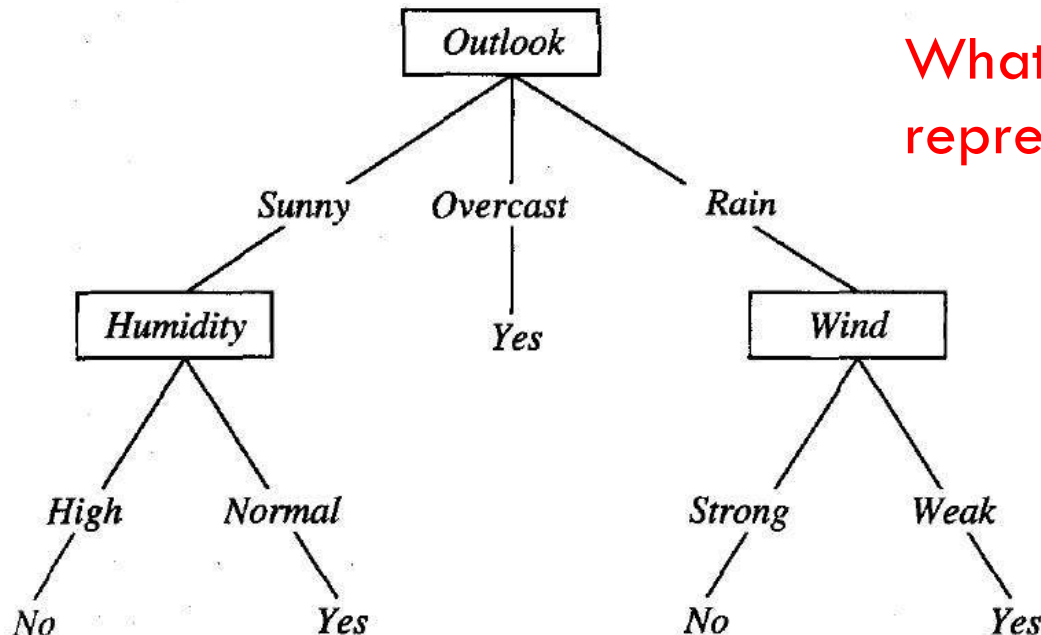 Outlook
What
repre
Sunny Overcast Rain
Humidity Yes Wind
High Normal Strong Weak
No Yes No Yes